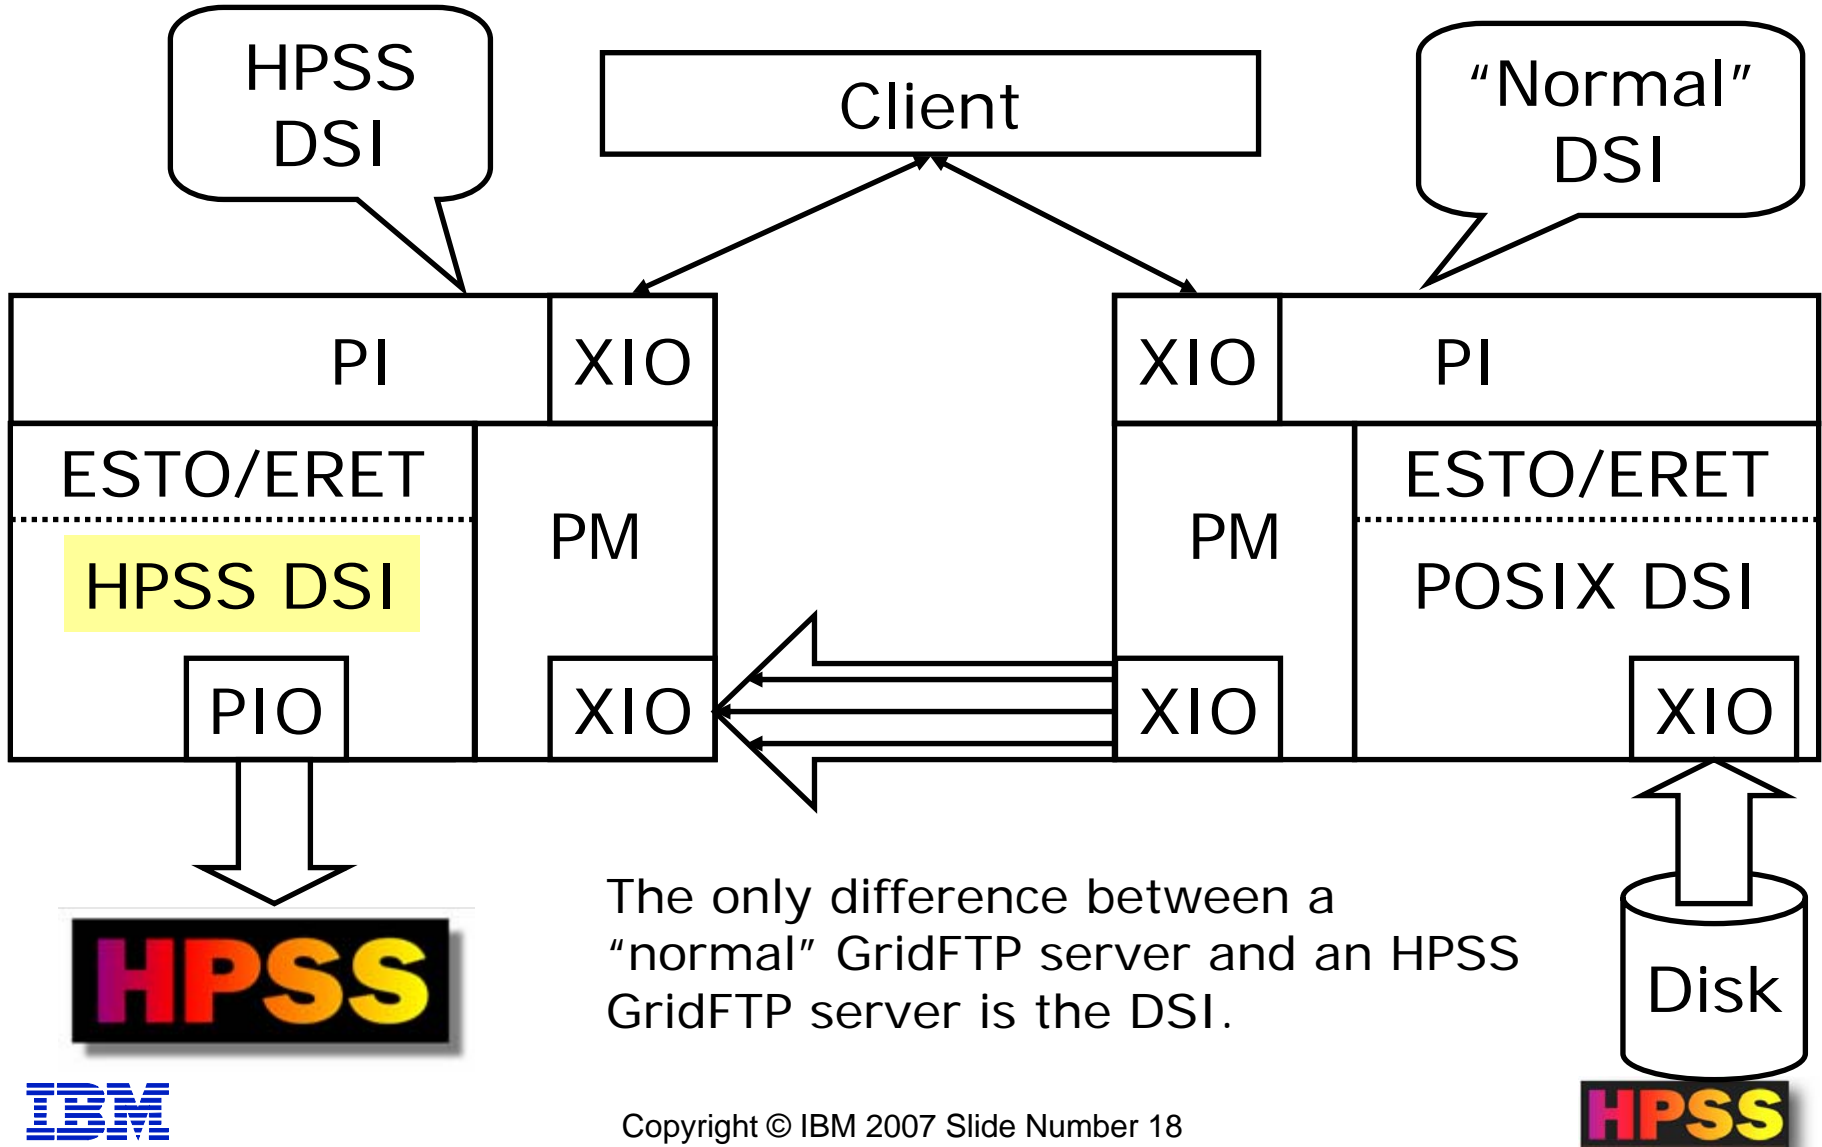 HPSS
DSI
Client
“Normal”
DSI
PI
XIO
XIO
PI
ESTO/ERET
PM
PM
ESTO/ERET
HPSS DSI
POSIX DSI
PIO
XIO
XIO
XIO
The only difference between a
“normal” GridFTP server and an HPSS
GridFTP server is the DSI.
HPSS
Disk
IBM
Copyright © IBM 2007 Slide Number 18
HPSS